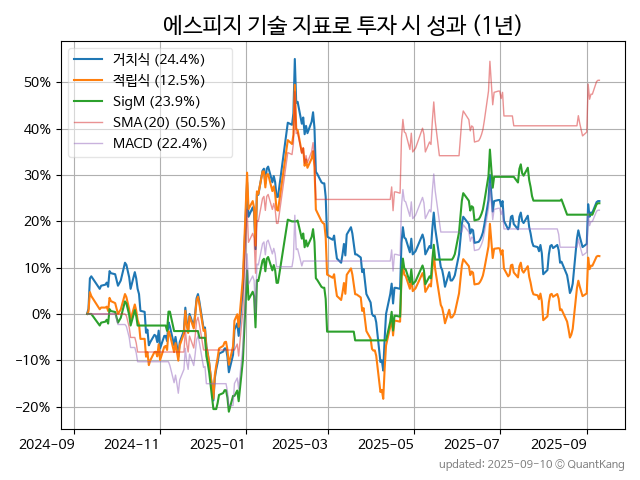 에스피지 기술 지표로 투자 시 성과 (1년)
거치식 (24.4%)
적립식 (12.5%)
SigM (23.9%)
SMA(20) (50.5%)
MACD (22.4%)
50%
40%
30%
20%
10%
0%
−10%
−20%
2024-09 2024-11 2025-01 2025-03 2025-05 2025-07 2025-09
updated: 2025-09-10 © QuantKang